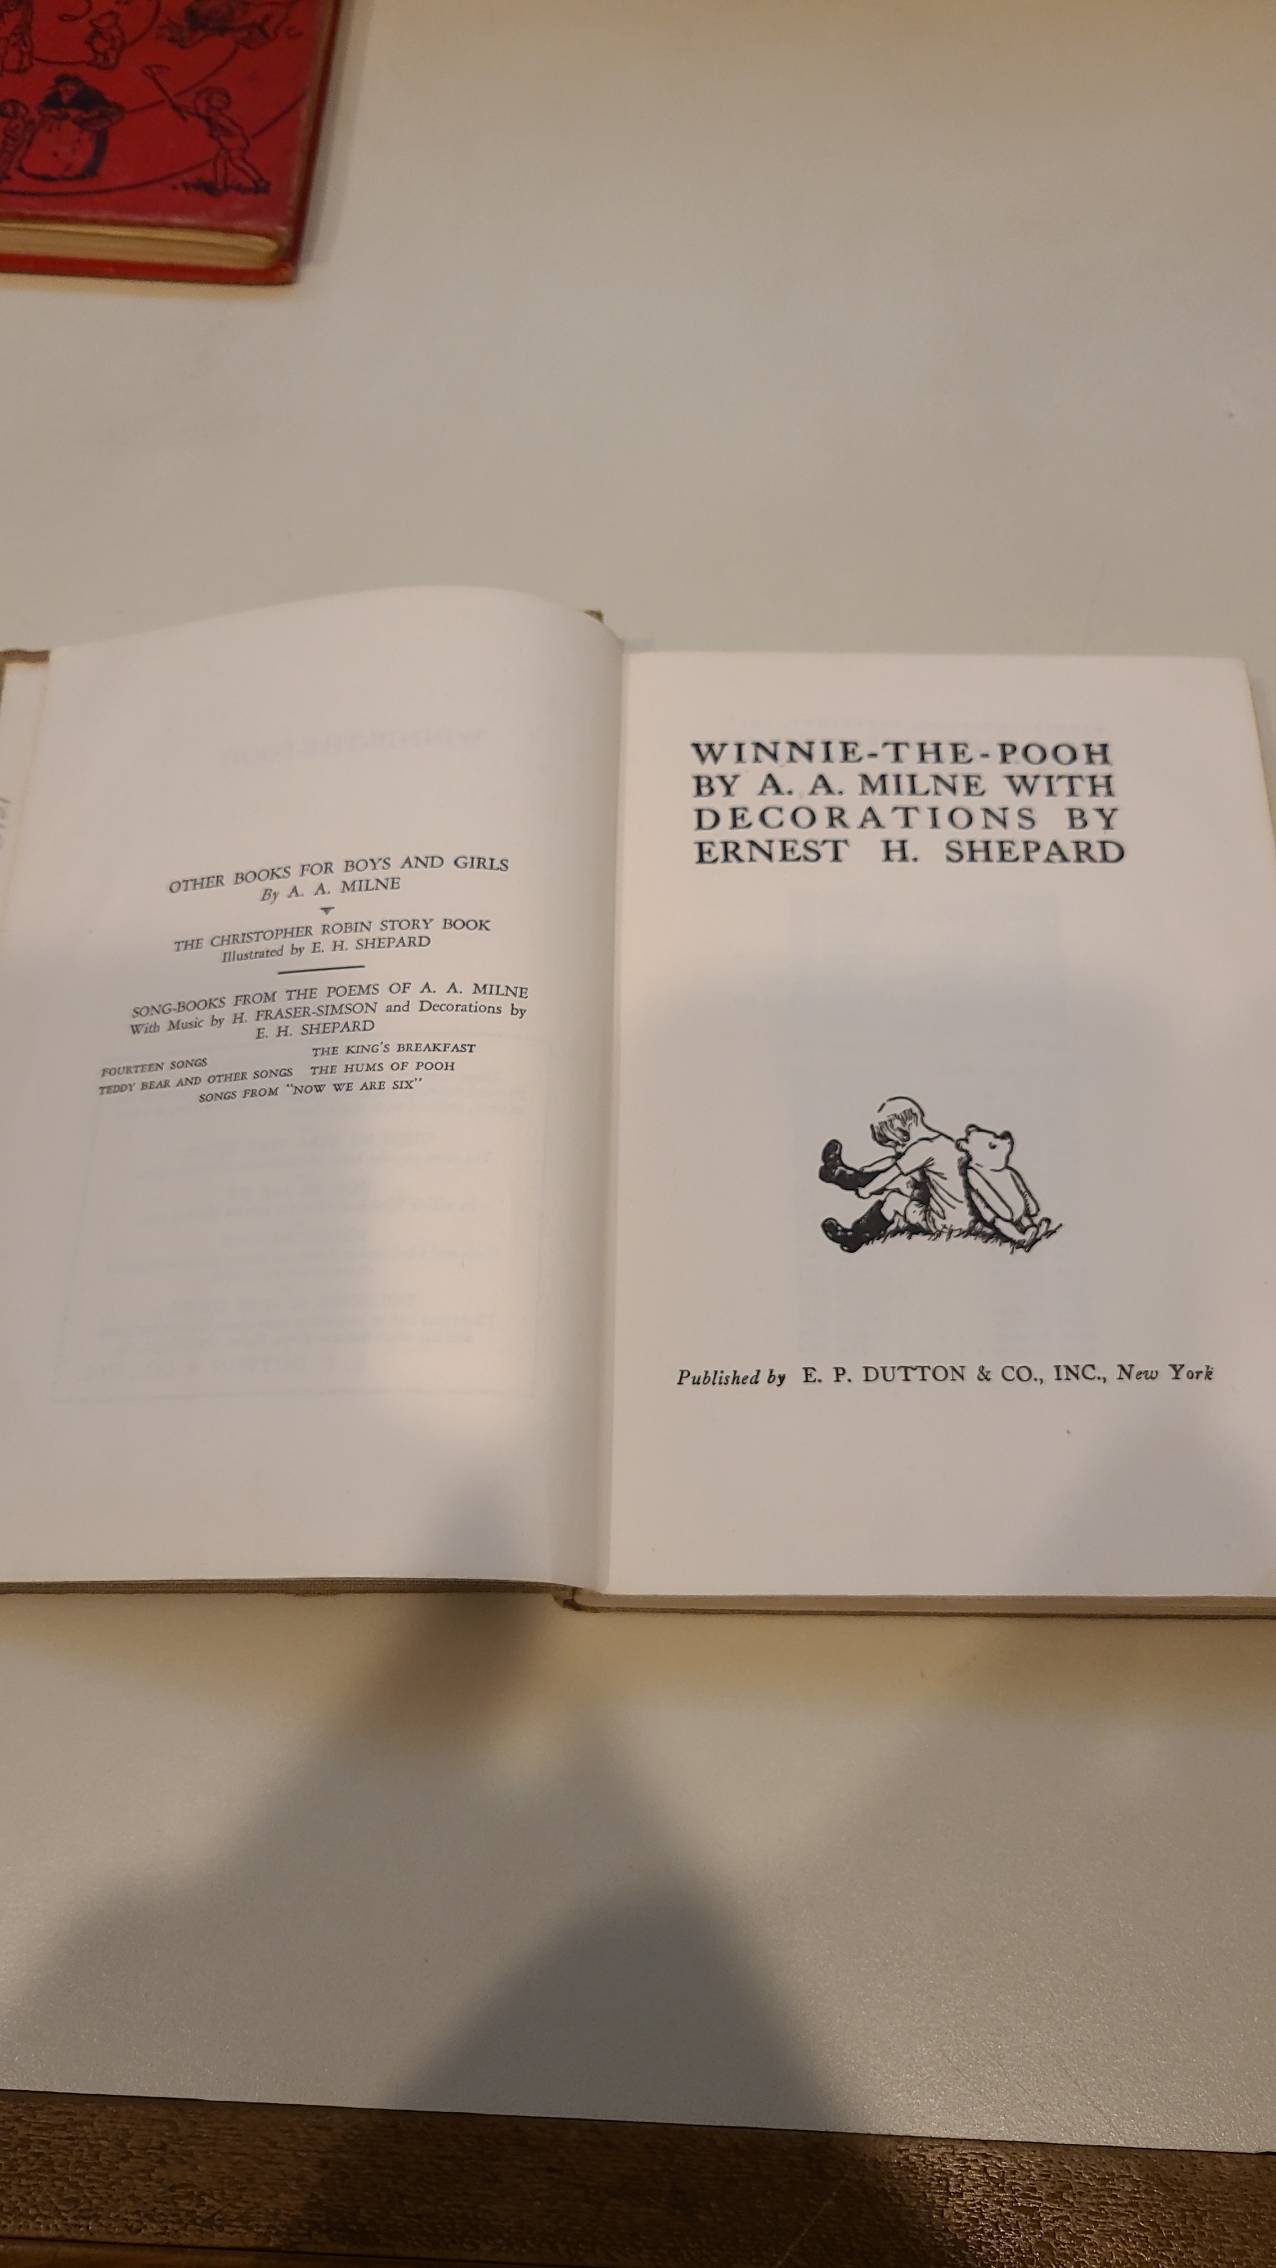 OTHER BOOKS FOR BOYS AND GIRLS
By A. A. MILNE
THE CHRISTOPHER ROBIN STORY BOOK
Illustrated by E. H. SHEPARD
SONG-BOOKS FROM THE POEMS OF A. A. MILNE
With Music by H. FRASER-SIMSON and Decorations by
E. H. SHEPARD
FOURTEEN SONGS THE KING'S BREAKFAST
TEDDY BEAR AND OTHER SONGS THE HUMS OF POOH
SONGS FROM "NOW WE ARE SIX"
WINNIE-THE-POOH
BY A. A. MILNE WITH
DECORATIONS BY
ERNEST H. SHEPARD
Published by E. P. DUTTON & CO., INC., New York